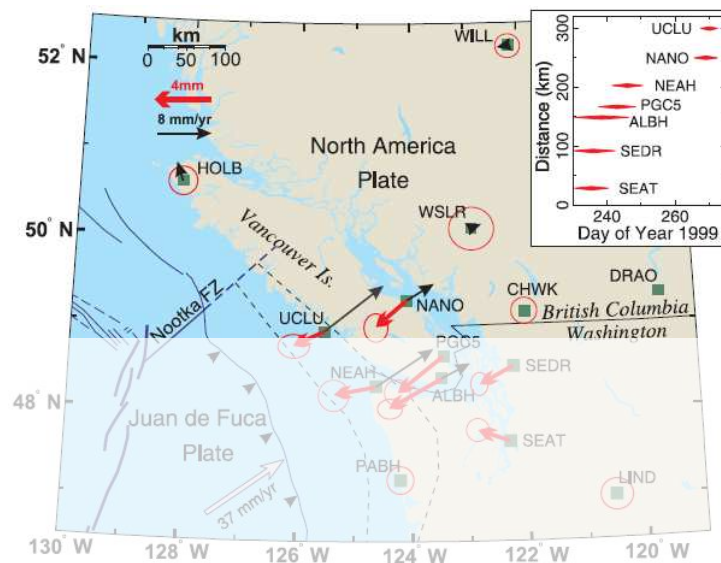 52° N
km
0 50 100
4mm
8 mm/yr
WILL
HOLB
North America
Plate
50° N
WSLR
Vancouver Is.
Nootka FZ
UCLU
NANO
CHWK
DRAO
British Columbia
Washington
PGC5
NEAH
ALBH
SEDR
48° N
Juan de Fuca
Plate
SEAT
PABH
LIND
37 mm/yr
130° W
128° W
126° W
124° W
122° W
120° W
300
200
100
0
Distance (km)
UCLU
NANO
NEAH
PGC5
ALBH
SEDR
SEAT
240
270
Day of Year 1999